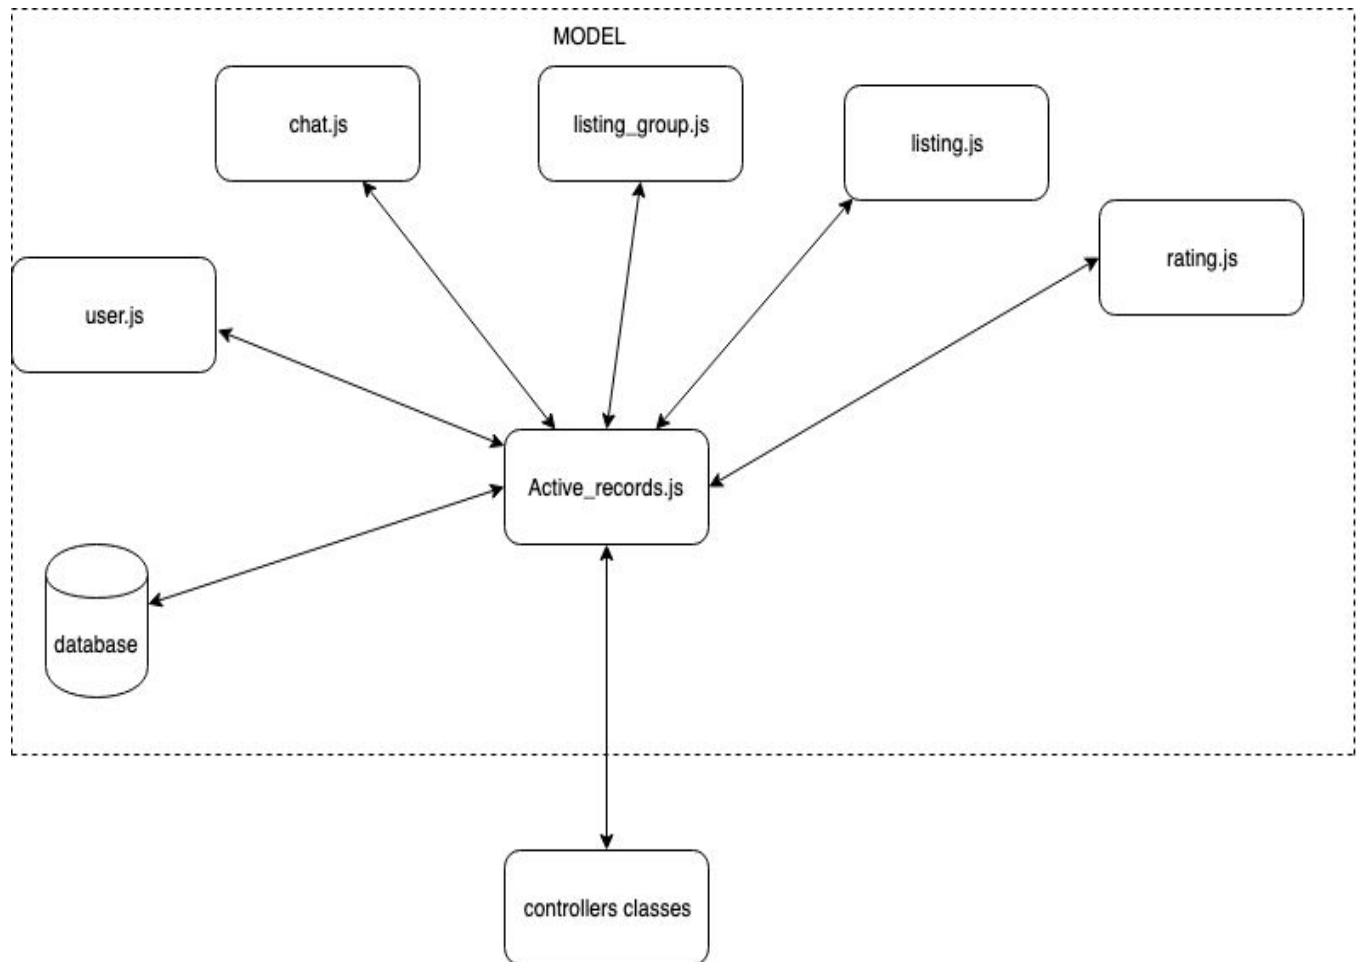 MODEL
chat.js
listing_group.js
listing.js
rating.js
user.js
Active_records.js
database
controllers classes